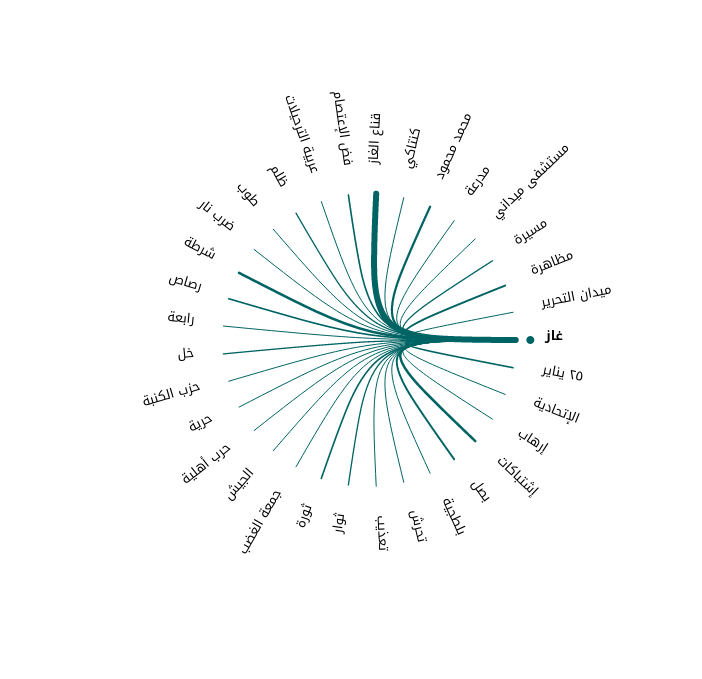 غاز
٢٥ يناير
الإتحادية
إرهاب
إشتباكات
بصل
بلطجية
تحرش
تعذيب
ثوار
ثورة
جمعة الغضب
الجيش
حرب أهلية
حرية
حزب الكنبة
خل
رابعة
رصاص
شرطة
ضرب نار
طوب
ظلم
عربية الترحيلات
فض الإعتصام
قناع الغاز
كنتاكي
محمد محمود
مدرعة
مستشفى ميداني
مسيرة
مظاهرة
ميدان التحرير